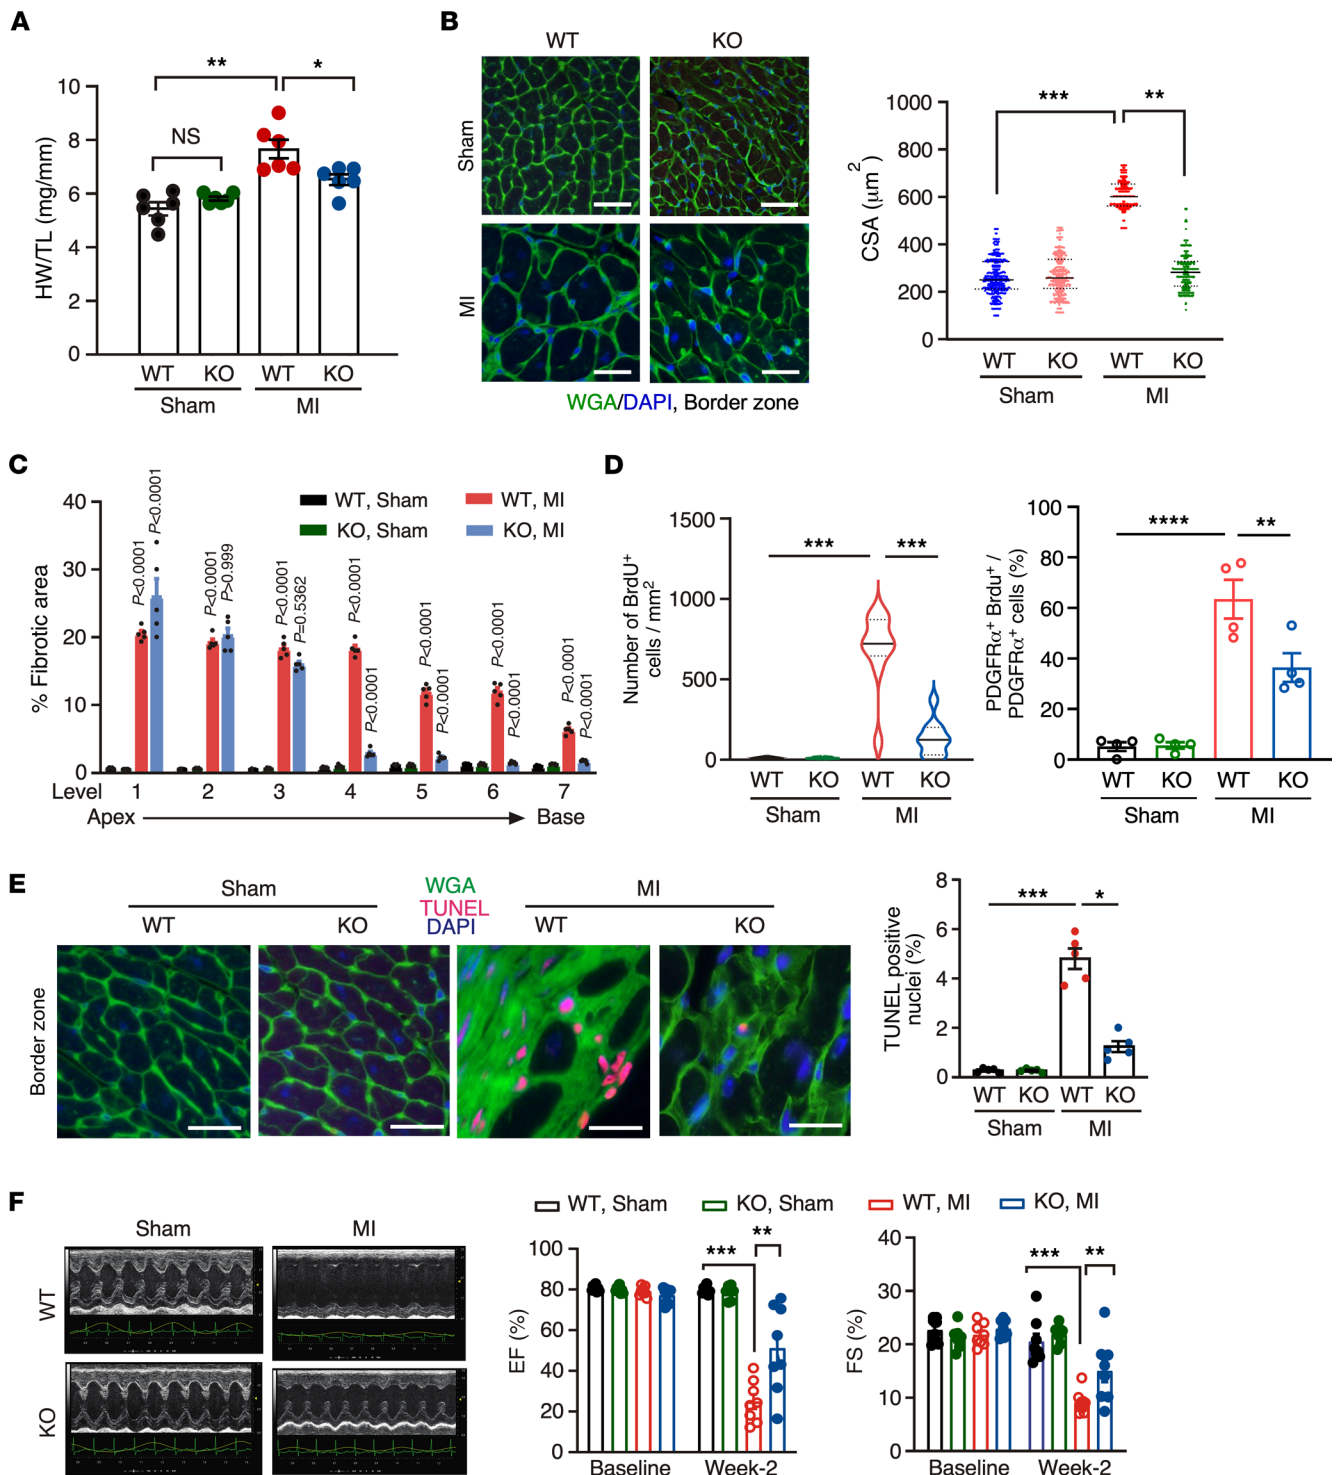 A
HW/TL (mg/mm)
10
8
6
4
2
0
**
*
NS
WT KO WT KO
Sham MI
B
WT KO
Sham
MI
WGA/DAPI, Border zone
CSA (μm2)
1000
800
600
400
200
0
***
**
WT KO WT KO
Sham MI
C
% Fibrotic area
40
30
20
10
0
WT, Sham
WT, MI
KO, Sham
KO, MI
P<0.0001
P<0.0001
P<0.0001
P>0.999
P<0.0001
P=0.5362
P<0.0001
P<0.0001
P<0.0001
P<0.0001
P<0.0001
P<0.0001
P<0.0001
P<0.0001
Level 1 2 3 4 5 6 7
Apex Base
D
Number of BrdU+
cells / mm2
1500
1000
500
0
***
***
WT KO WT KO
Sham MI
PDGFRα+ Brdu+ /
PDGFRα+ cells (%)
100
80
60
40
20
0
****
**
WT KO WT KO
Sham MI
E
Sham
WGA
TUNEL
DAPI
MI
WT KO WT KO
Border zone
TUNEL positive
nuclei (%)
8
6
4
2
0
***
*
WT KO WT KO
Sham MI
F
Sham MI
WT
KO
WT, Sham
KO, Sham
WT, MI
KO, MI
EF (%)
100
80
60
40
20
0
***
**
Baseline Week-2
FS (%)
40
30
20
10
0
***
**
Baseline Week-2